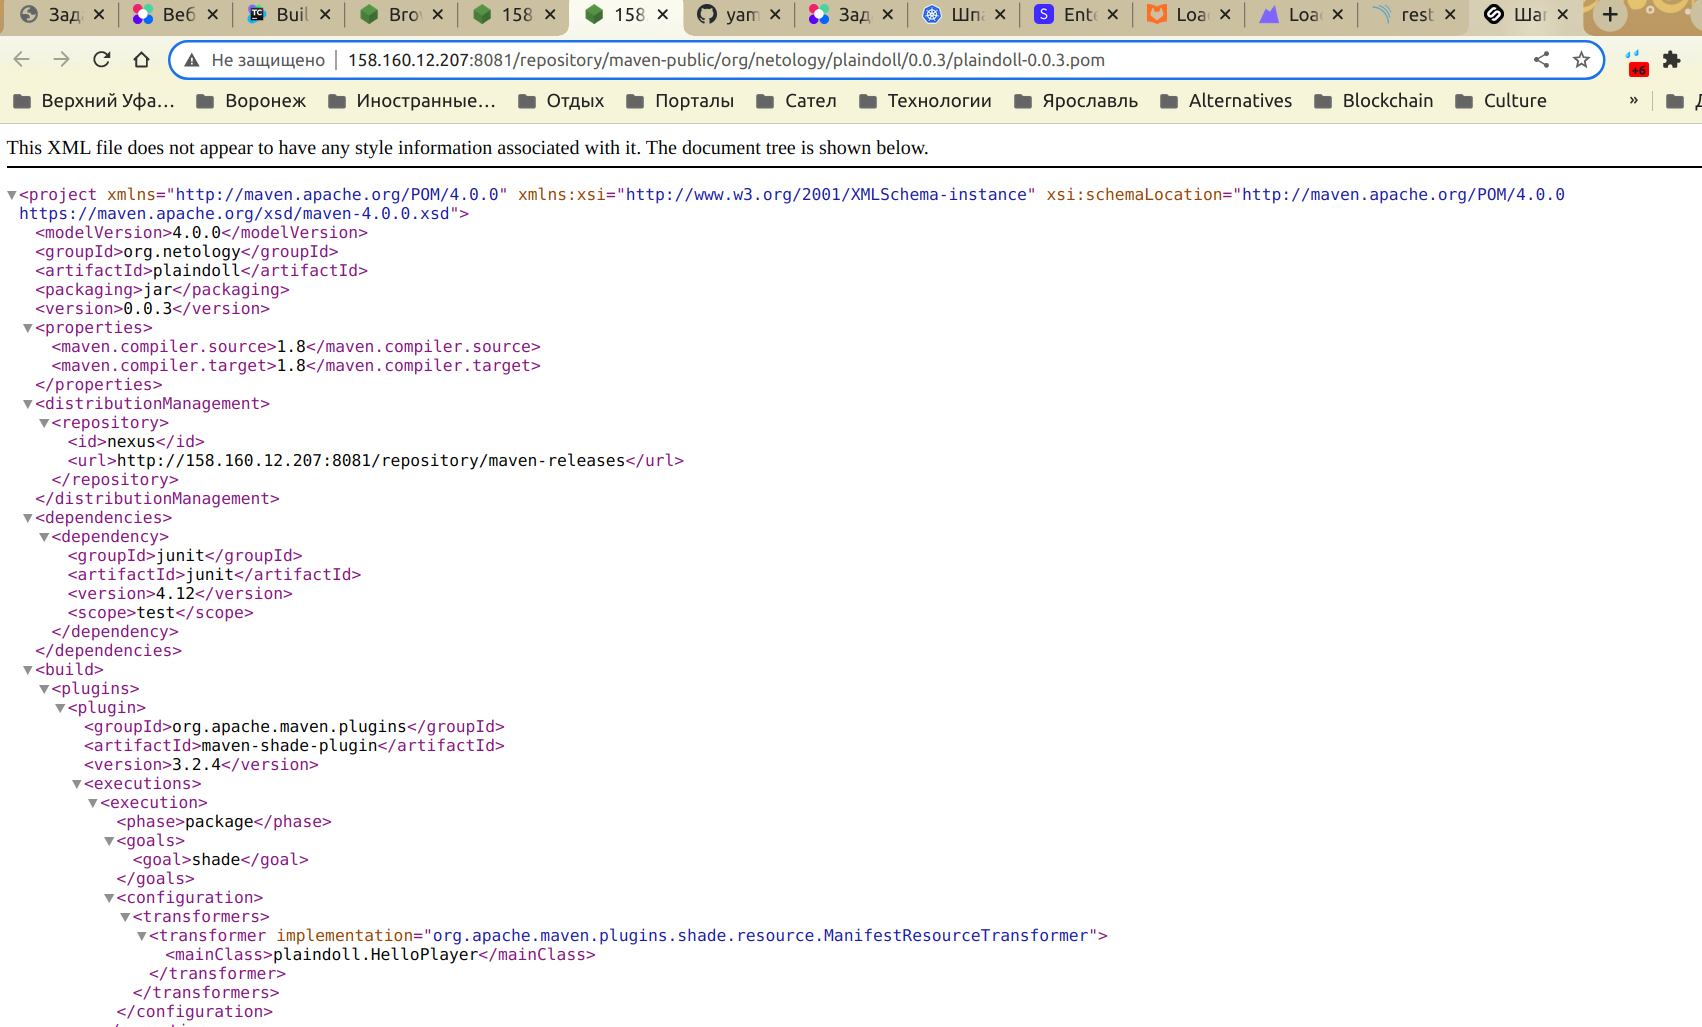 Зад Веб Buil Bro 158 158 yam Зад Шп Ente Loa Loa rest Ша
Не защищено 158.160.12.207:8081/repository/maven-public/org/netology/plaindoll/0.0.3/plaindoll-0.0.3.pom +6
Верхний Уфа... Воронеж Иностранные... Отдых Порталы Сател Технологии Ярославль Alternatives Blockchain Culture »
This XML file does not appear to have any style information associated with it. The document tree is shown below.
<project xmlns="http://maven.apache.org/POM/4.0.0" xmlns:xsi="http://www.w3.org/2001/XMLSchema-instance" xsi:schemaLocation="http://maven.apache.org/POM/4.0.0
https://maven.apache.org/xsd/maven-4.0.0.xsd">
<modelVersion>4.0.0</modelVersion>
<groupId>org.netology</groupId>
<artifactId>plaindoll</artifactId>
<packaging>jar</packaging>
<version>0.0.3</version>
<properties>
<maven.compiler.source>1.8</maven.compiler.source>
<maven.compiler.target>1.8</maven.compiler.target>
</properties>
<distributionManagement>
<repository>
<id>nexus</id>
<url>http://158.160.12.207:8081/repository/maven-releases</url>
</repository>
</distributionManagement>
<dependencies>
<dependency>
<groupId>junit</groupId>
<artifactId>junit</artifactId>
<version>4.12</version>
<scope>test</scope>
</dependency>
</dependencies>
<build>
<plugins>
<plugin>
<groupId>org.apache.maven.plugins</groupId>
<artifactId>maven-shade-plugin</artifactId>
<version>3.2.4</version>
<executions>
<execution>
<phase>package</phase>
<goals>
<goal>shade</goal>
</goals>
<configuration>
<transformers>
<transformer implementation="org.apache.maven.plugins.shade.resource.ManifestResourceTransformer">
<mainClass>plaindoll.HelloPlayer</mainClass>
</transformer>
</transformers>
</configuration>